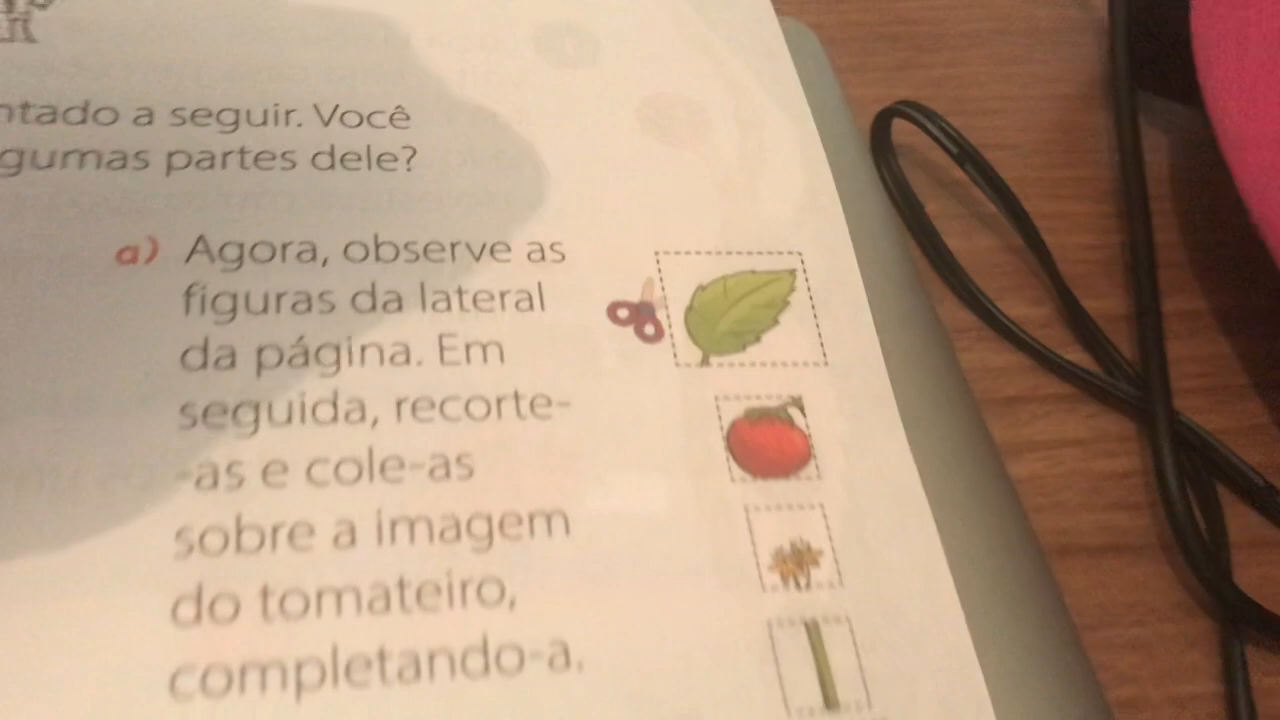 ntado a seguir. Você
gumas partes dele?
a) Agora, observe as
figuras da lateral
da página. Em
seguida, recorte-
-as e cole-as
sobre a imagem
do tomateiro,
completando-a.